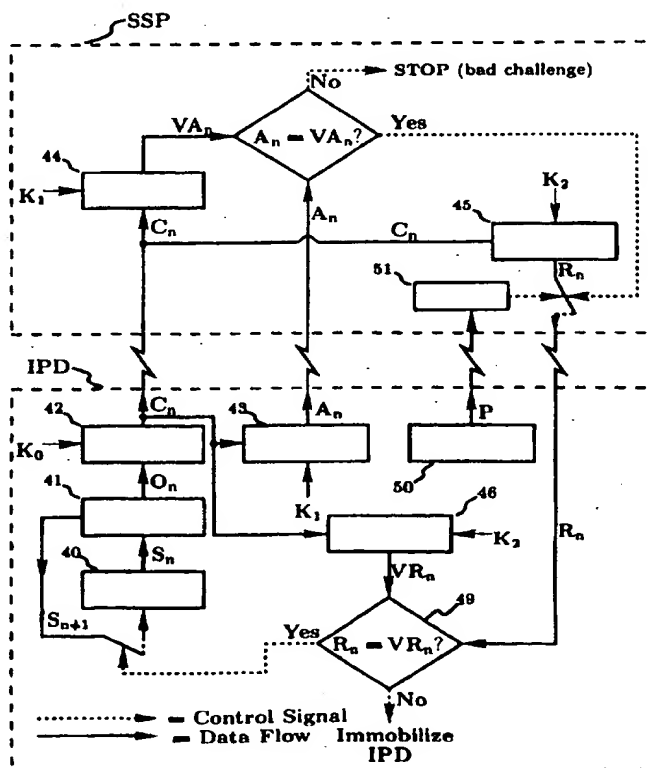 SSP
No
STOP (bad challenge)
VAn
An = VAn?
Yes
44
K1
An
K2
45
Cn
Cn
51
Rn
IPD
Cn
42
43
An
P
K0
41
On
50
K1
46
Rn
40
Sn
K2
VRn
Sn+1
49
Yes
Rn = VRn?
No
= Control Signal
= Data Flow
Immobilize
IPD